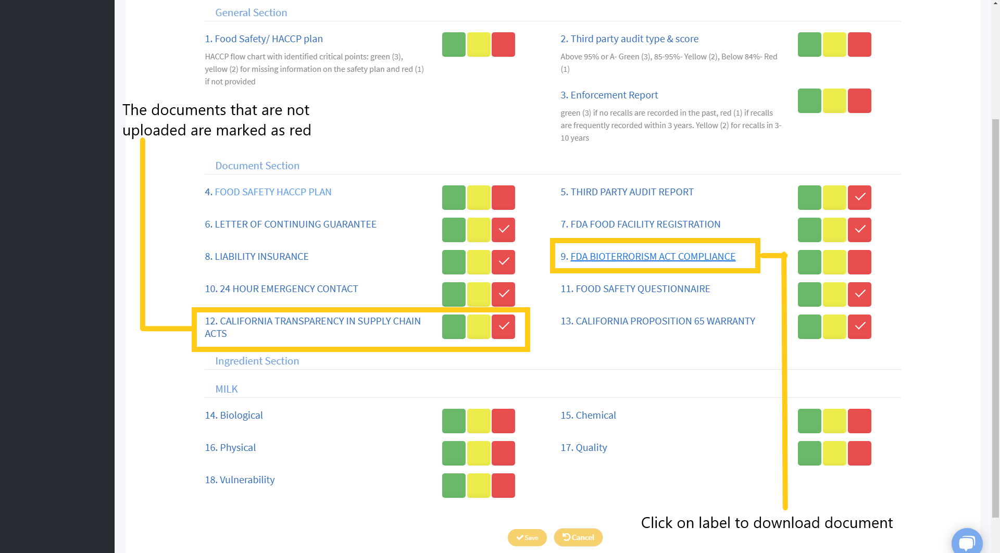 General Section
1. Food Safety/ HACCP plan
HACCP flow chart with identified critical points: green (3),
yellow (2) for missing information on the safety plan and red (1)
if not provided
2. Third party audit type & score
Above 95% or A- Green (3), 85-95%- Yellow (2), Below 84%- Red
(1)
3. Enforcement Report
green (3) if no recalls are recorded in the past, red (1) if recalls
are frequently recorded within 3 years. Yellow (2) for recalls in 3-
10 years
The documents that are not
uploaded are marked as red
Document Section
4. FOOD SAFETY HACCP PLAN
5. THIRD PARTY AUDIT REPORT
6. LETTER OF CONTINUING GUARANTEE
7. FDA FOOD FACILITY REGISTRATION
8. LIABILITY INSURANCE
9. FDA BIOTERRORISM ACT COMPLIANCE
10. 24 HOUR EMERGENCY CONTACT
11. FOOD SAFETY QUESTIONNAIRE
12. CALIFORNIA TRANSPARENCY IN SUPPLY CHAIN
ACTS
13. CALIFORNIA PROPOSITION 65 WARRANTY
Ingredient Section
MILK
14. Biological
15. Chemical
16. Physical
17. Quality
18. Vulnerability
Click on label to download document
Save
Cancel